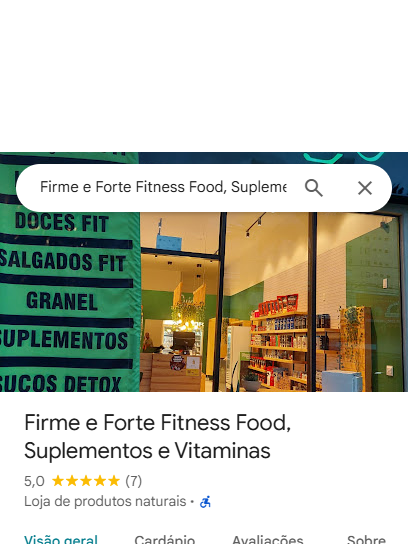 Firme e Forte Fitness Food, Supleme
DOCES FIT
SALGADOS FIT
GRANEL
SUPLEMENTOS
SUCOS DETOX
Firme e Forte Fitness Food,
Suplementos e Vitaminas
5,0 (7)
Loja de produtos naturais •
Visão geral Cardápio Avaliações Sobre